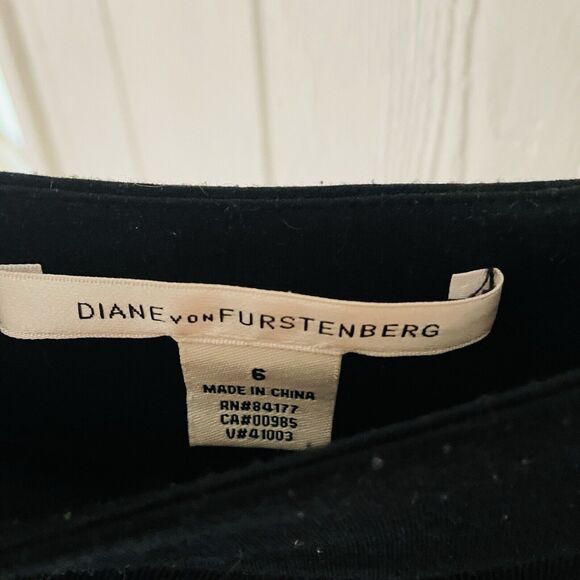 DIANE VON FURSTENBERG
6
MADE IN CHINA
RN#84177
CA#00985
V#41003